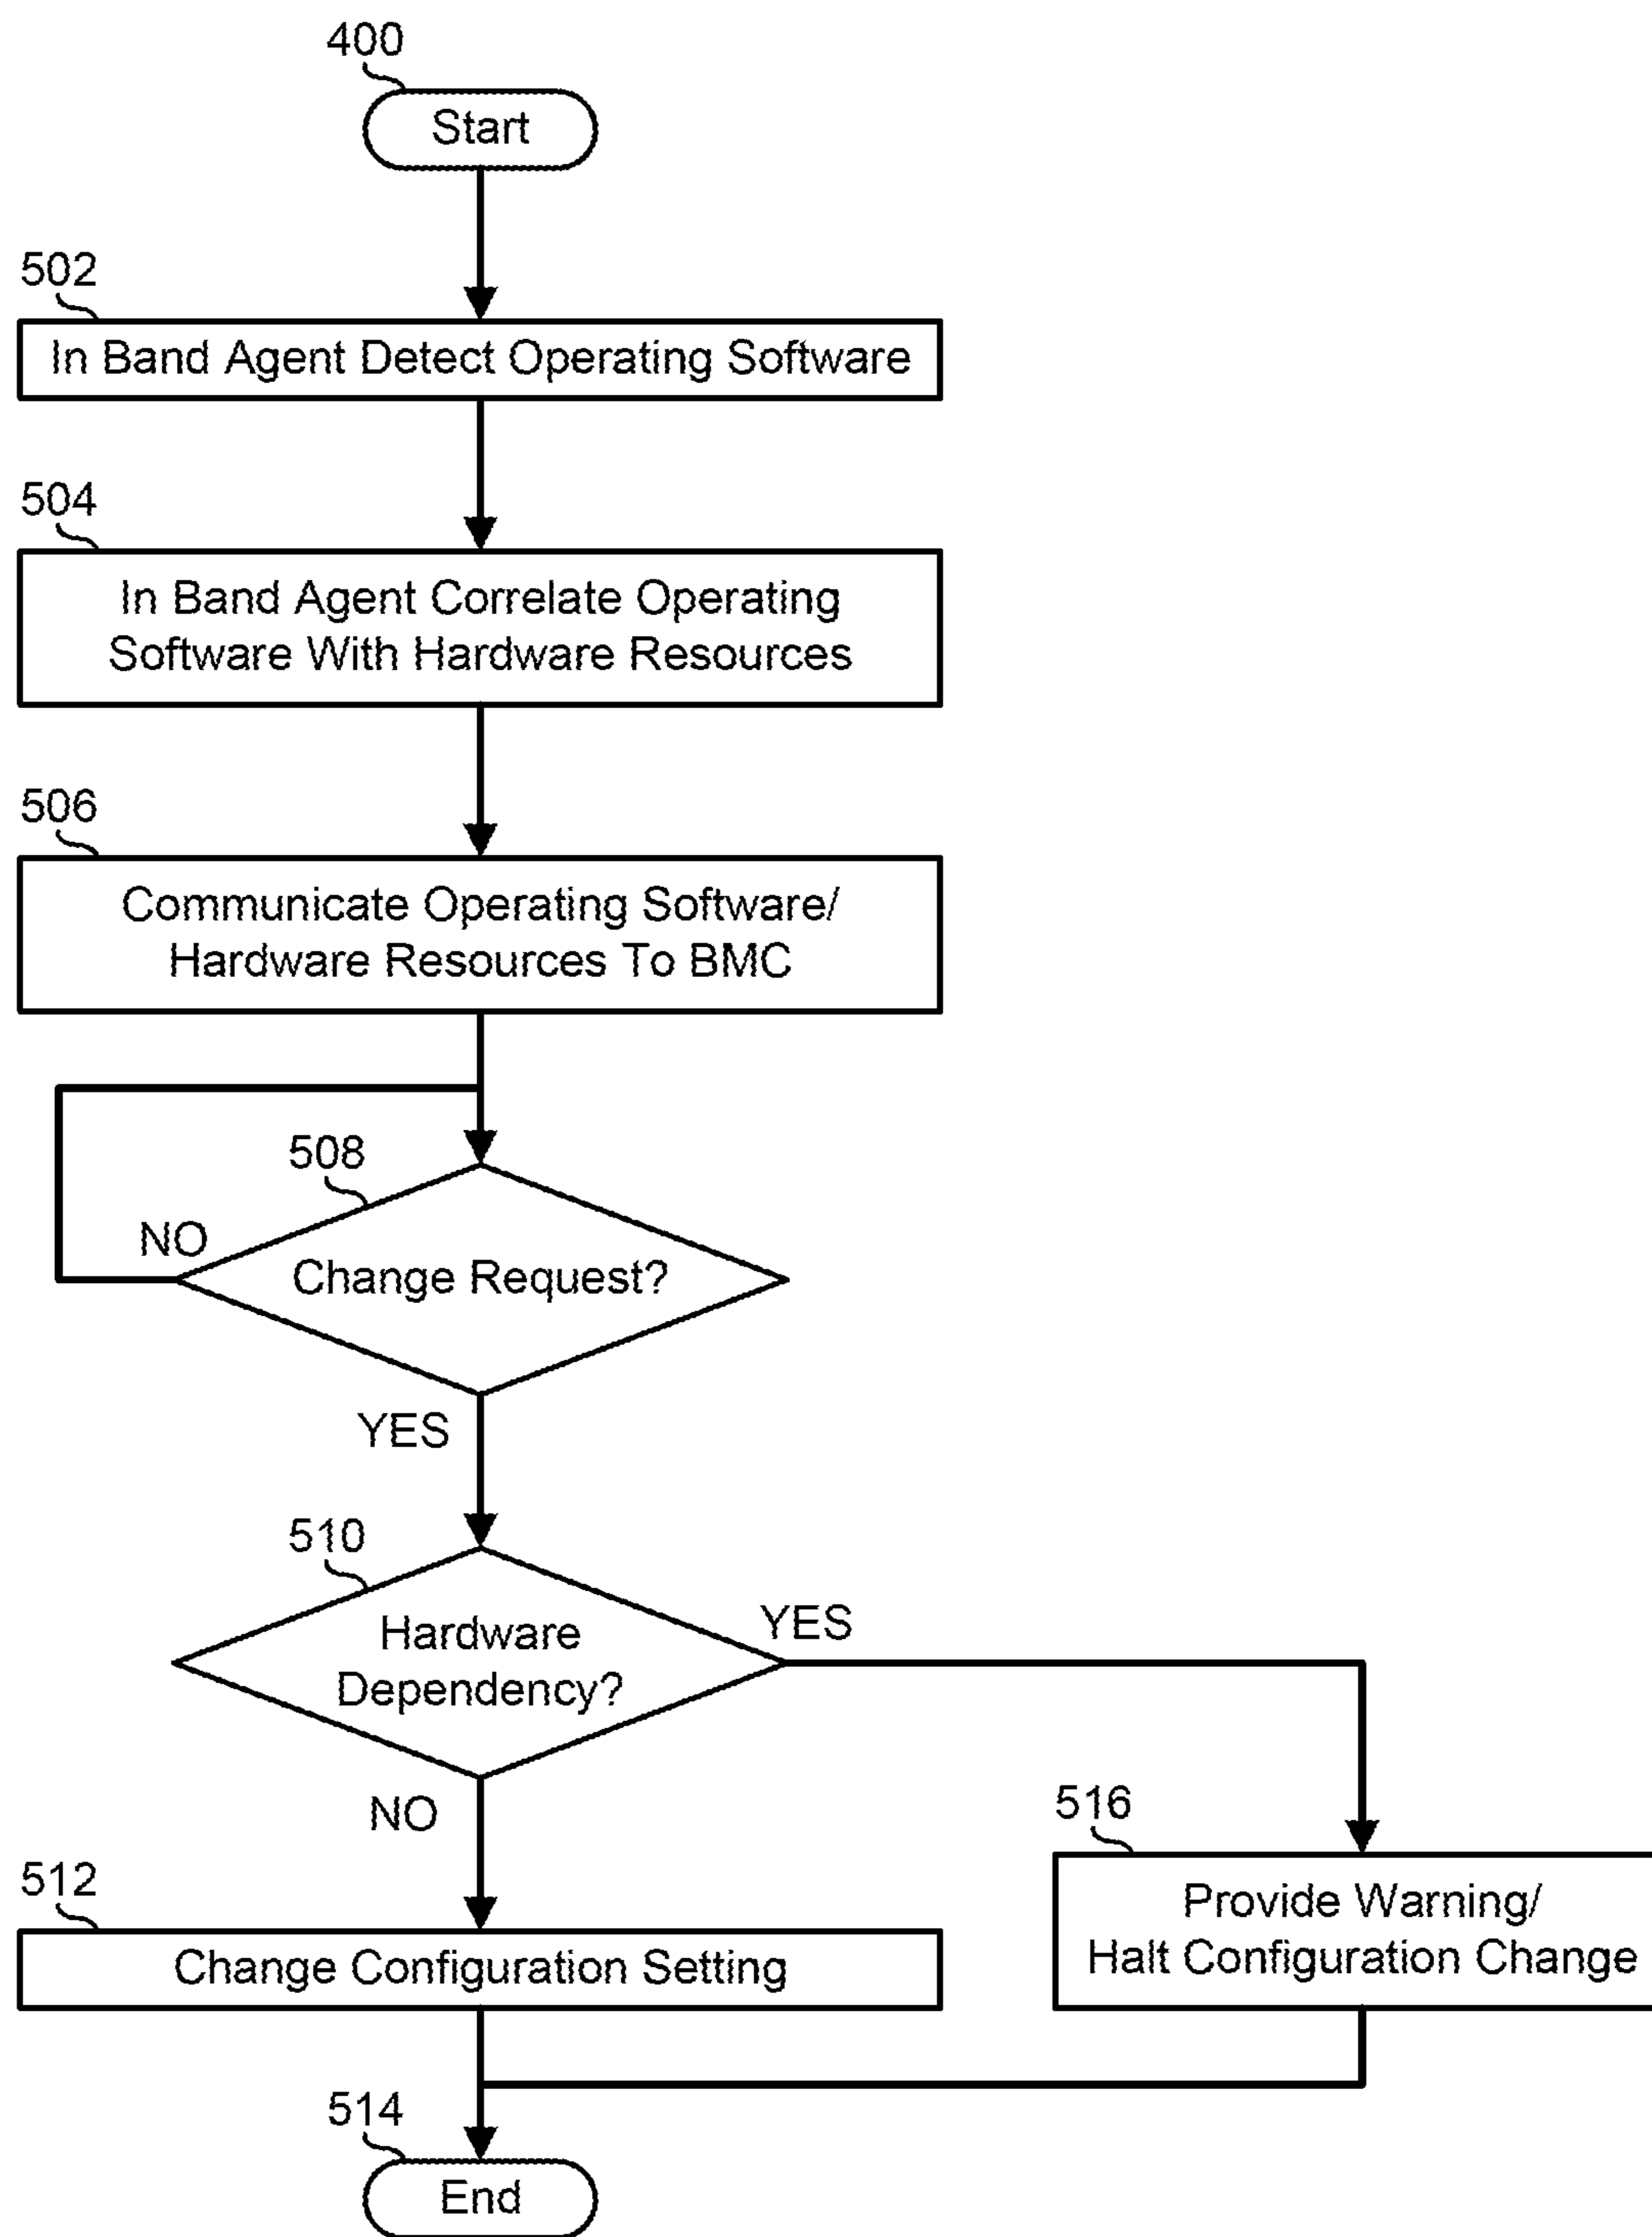 400
Start
502
In Band Agent Detect Operating Software
504
In Band Agent Correlate Operating
Software With Hardware Resources
506
Communicate Operating Software/
Hardware Resources To BMC
508
NO
Change Request?
YES
510
Hardware
Dependency?
YES
NO
516
Provide Warning/
Halt Configuration Change
512
Change Configuration Setting
514
End